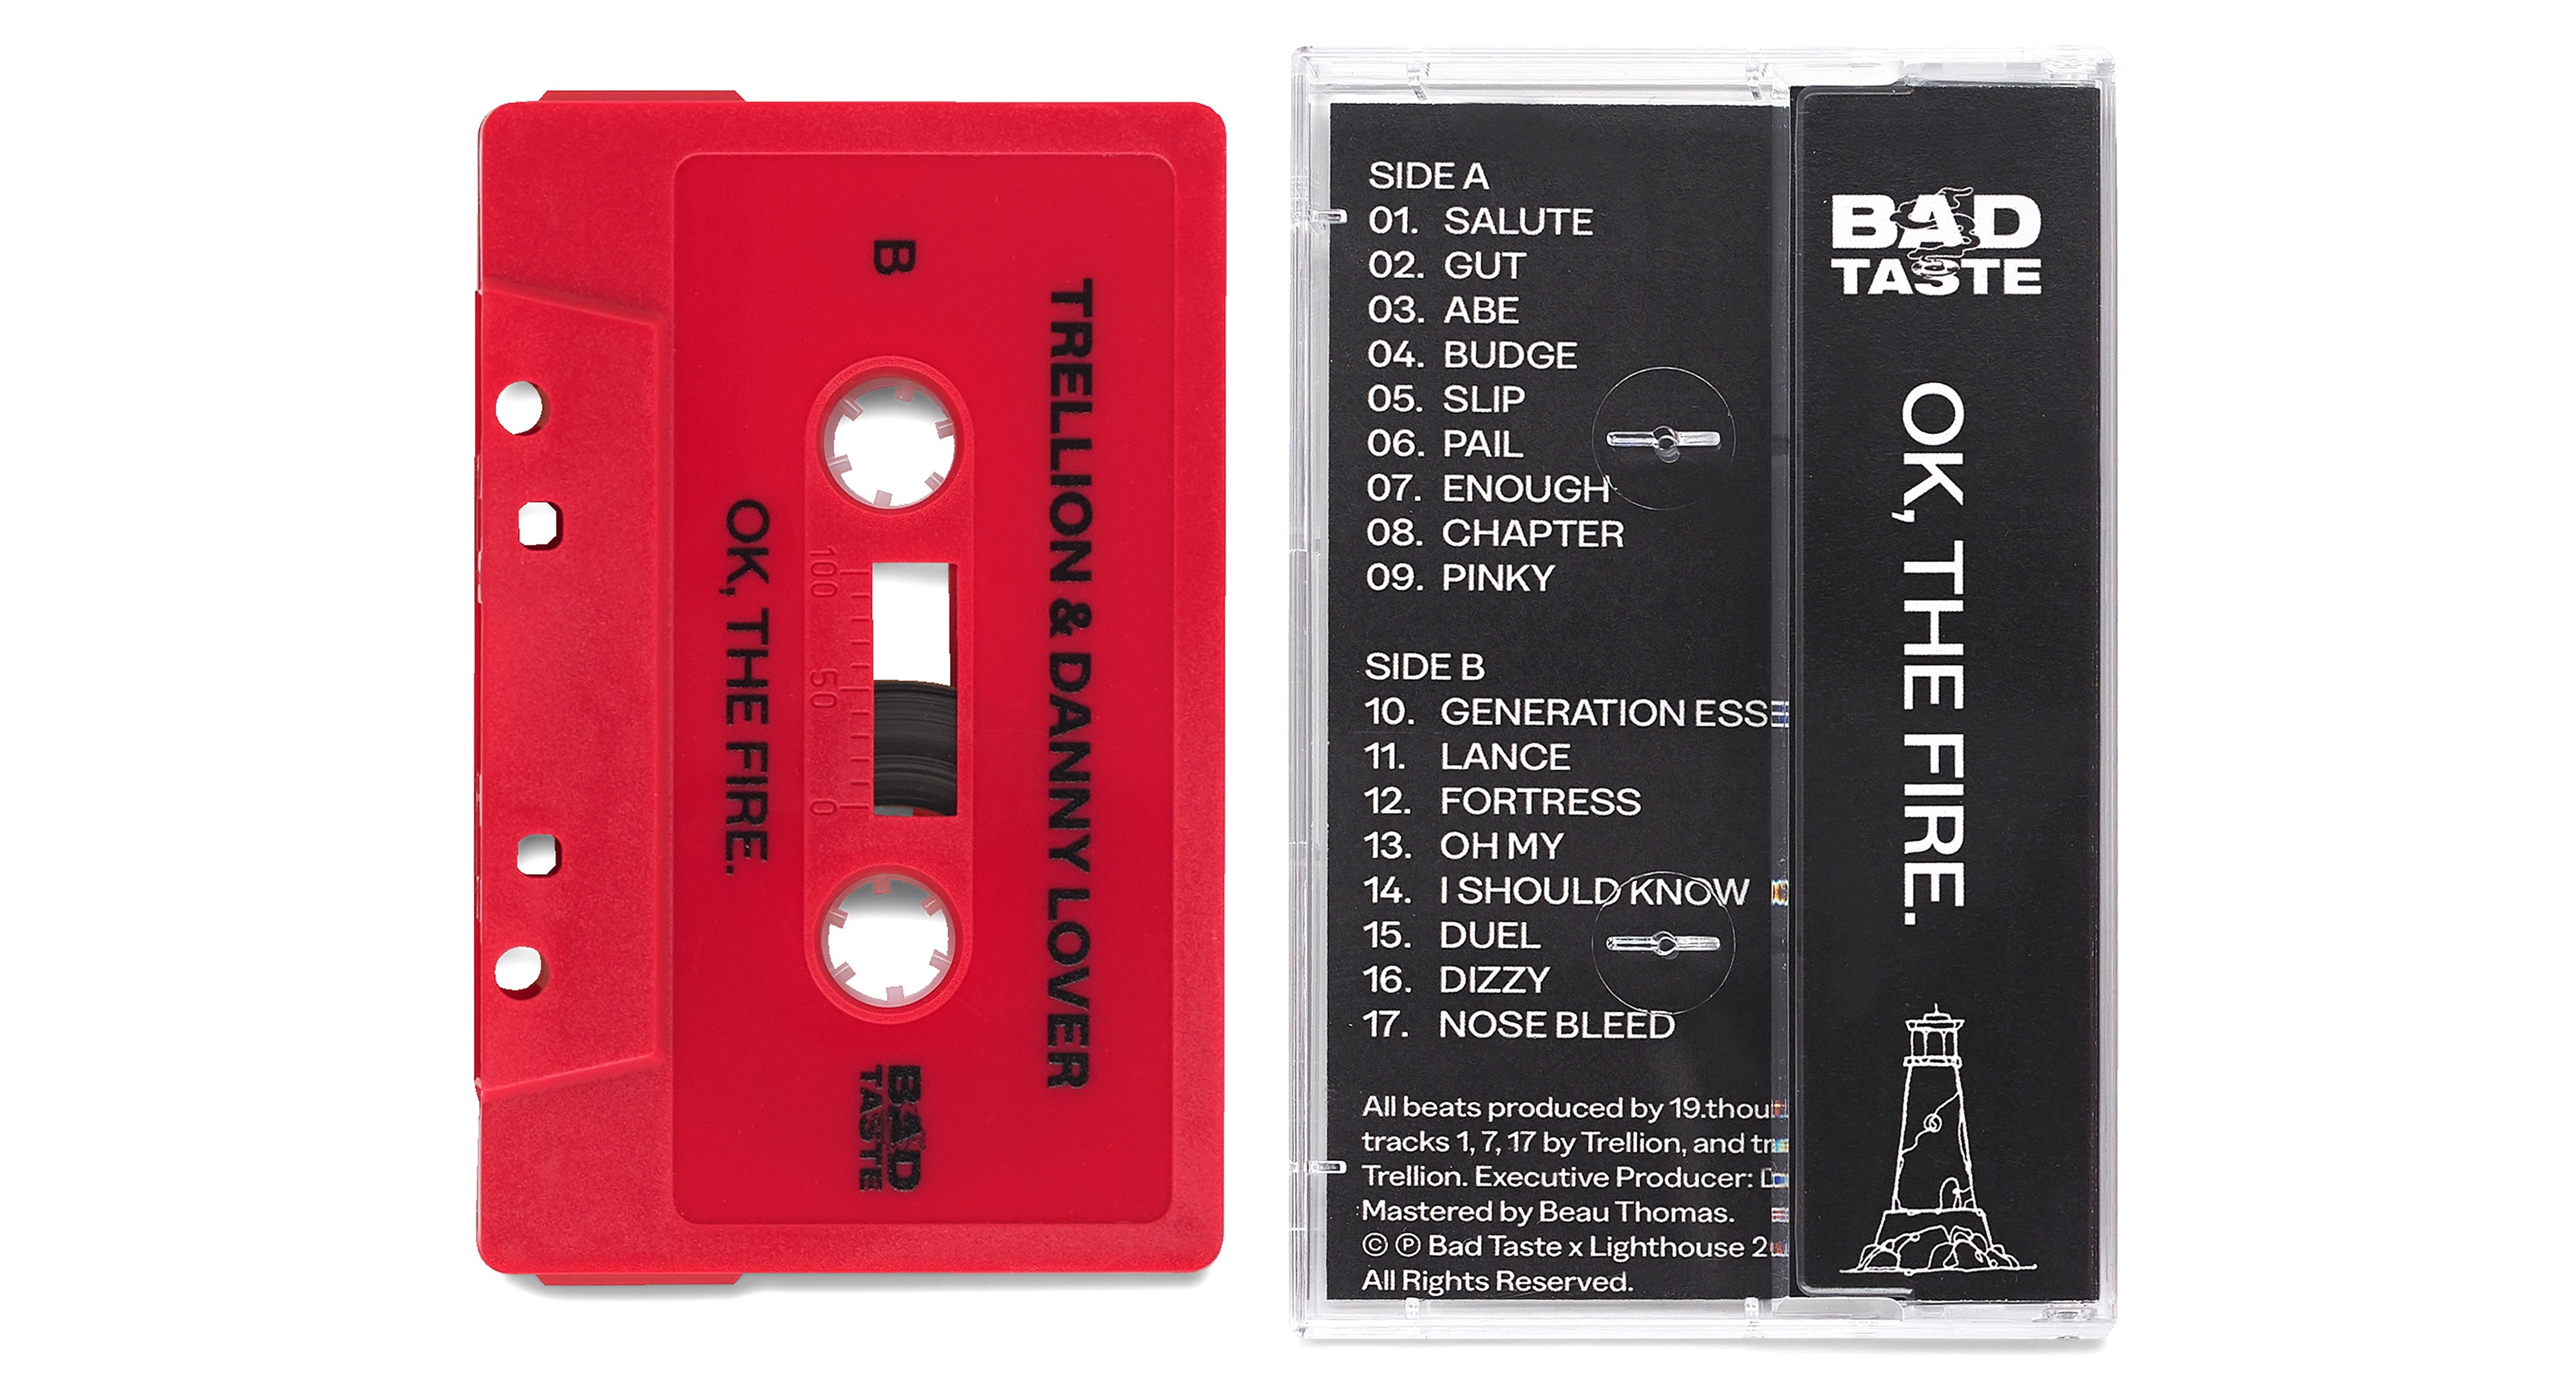 TRELLION & DANNY LOVER
B
100 50 0
BAD
TASTE
OK, THE FIRE.
SIDE A
01. SALUTE
02. GUT
03. ABE
04. BUDGE
05. SLIP
06. PAIL
07. ENOUGH
08. CHAPTER
09. PINKY
SIDE B
10. GENERATION
11. LANCE
12. FORTRESS
13. OH MY
14. I SHOULD KNOW
15. DUEL
16. DIZZY
17. NOSE BLEED
All beats produced by
tracks 1, 7, 17 by Trellion, and
Trellion. Executive Producer:
Mastered by Beau Thomas.
© ℗ Bad Taste x Lighthouse
All Rights Reserved.
BAD
TASTE
OK, THE FIRE.